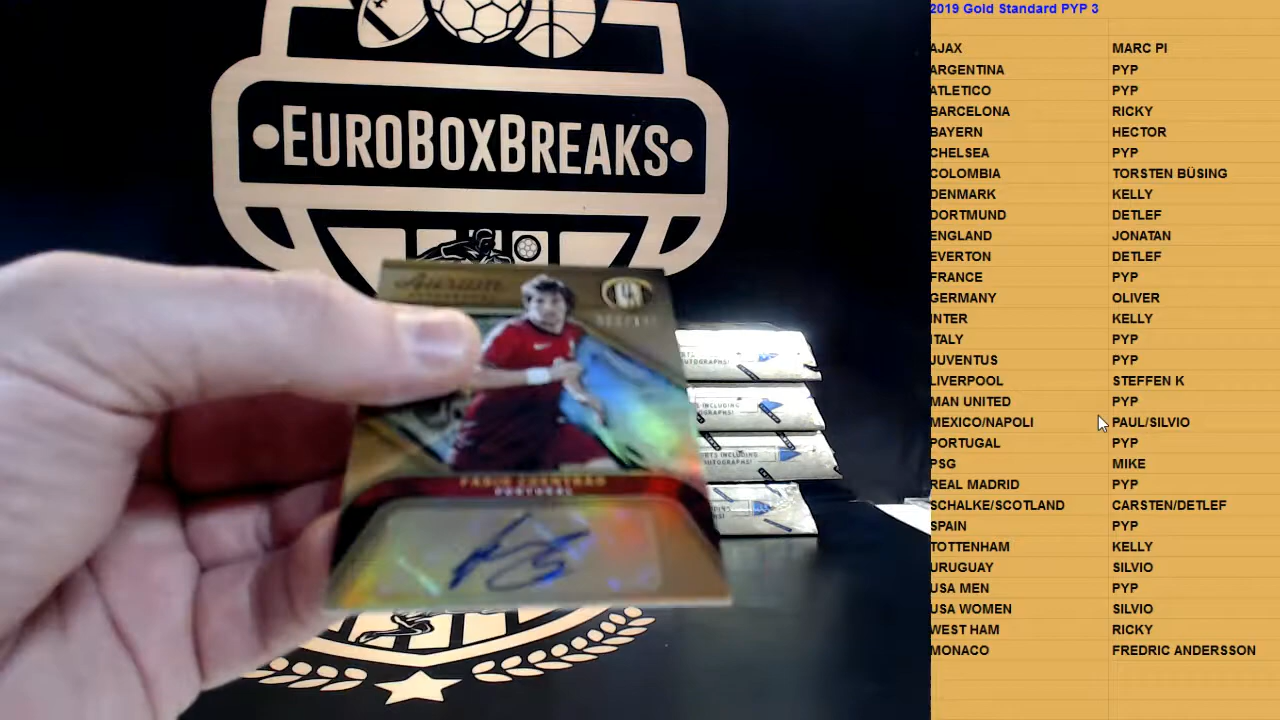 2019 Gold Standard PYP 3
AJAX MARC PI
ARGENTINA PYP
ATLETICO PYP
BARCELONA RICKY
BAYERN HECTOR
CHELSEA PYP
COLOMBIA TORSTEN BÜSING
DENMARK KELLY
DORTMUND DETLEF
ENGLAND JONATAN
EVERTON DETLEF
FRANCE PYP
GERMANY OLIVER
INTER KELLY
ITALY PYP
JUVENTUS PYP
LIVERPOOL STEFFEN K
MAN UNITED PYP
MEXICO/NAPOLI PAUL/SILVIO
PORTUGAL PYP
PSG MIKE
REAL MADRID PYP
SCHALKE/SCOTLAND CARSTEN/DETLEF
SPAIN PYP
TOTTENHAM KELLY
URUGUAY SILVIO
USA MEN PYP
USA WOMEN SILVIO
WEST HAM RICKY
MONACO FREDRIC ANDERSSON
•EUROBOXBREAKS•
FABIO COENTRAO
PORTUGAL
AUTOGRAPHS!
INCLUDING
INCLUDING